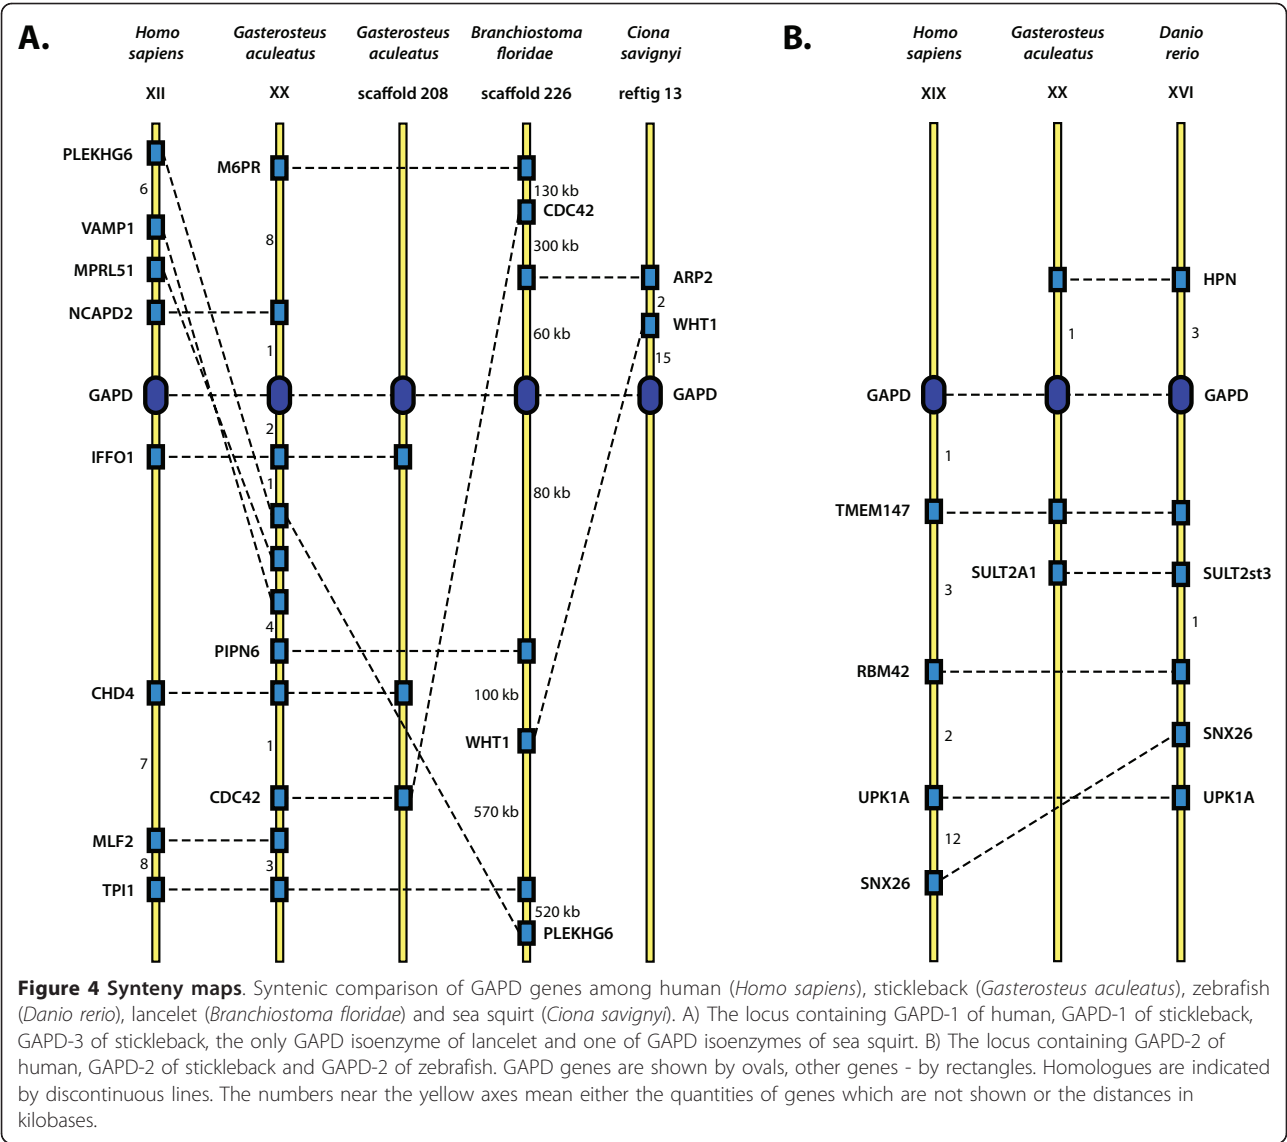 A.
Homo sapiens
Gasterosteus aculeatus
Gasterosteus aculeatus
Branchiostoma floridae
Ciona savignyi
XII
XX
scaffold 208
scaffold 226
reftig 13
PLEKHG6
M6PR
6
130 kb
CDC42
VAMP1
8
300 kb
MPRL51
ARP2
2
NCAPD2
WHT1
1
60 kb
15
GAPD
GAPD
2
IFFO1
1
80 kb
4
PIPN6
CHD4
100 kb
WHT1
1
7
CDC42
570 kb
MLF2
8
3
TPI1
520 kb
PLEKHG6
B.
Homo sapiens
Gasterosteus aculeatus
Danio rerio
XIX
XX
XVI
HPN
1
3
GAPD
GAPD
1
TMEM147
SULT2A1
SULT2st3
3
1
RBM42
2
SNX26
UPK1A
UPK1A
12
SNX26
Figure 4 Synteny maps. Syntenic comparison of GAPD genes among human (Homo sapiens), stickleback (Gasterosteus aculeatus), zebrafish
(Danio rerio), lancelet (Branchiostoma floridae) and sea squirt (Ciona savignyi). A) The locus containing GAPD-1 of human, GAPD-1 of stickleback,
GAPD-3 of stickleback, the only GAPD isoenzyme of lancelet and one of GAPD isoenzymes of sea squirt. B) The locus containing GAPD-2 of
human, GAPD-2 of stickleback and GAPD-2 of zebrafish. GAPD genes are shown by ovals, other genes - by rectangles. Homologues are indicated
by discontinuous lines. The numbers near the yellow axes mean either the quantities of genes which are not shown or the distances in
kilobases.